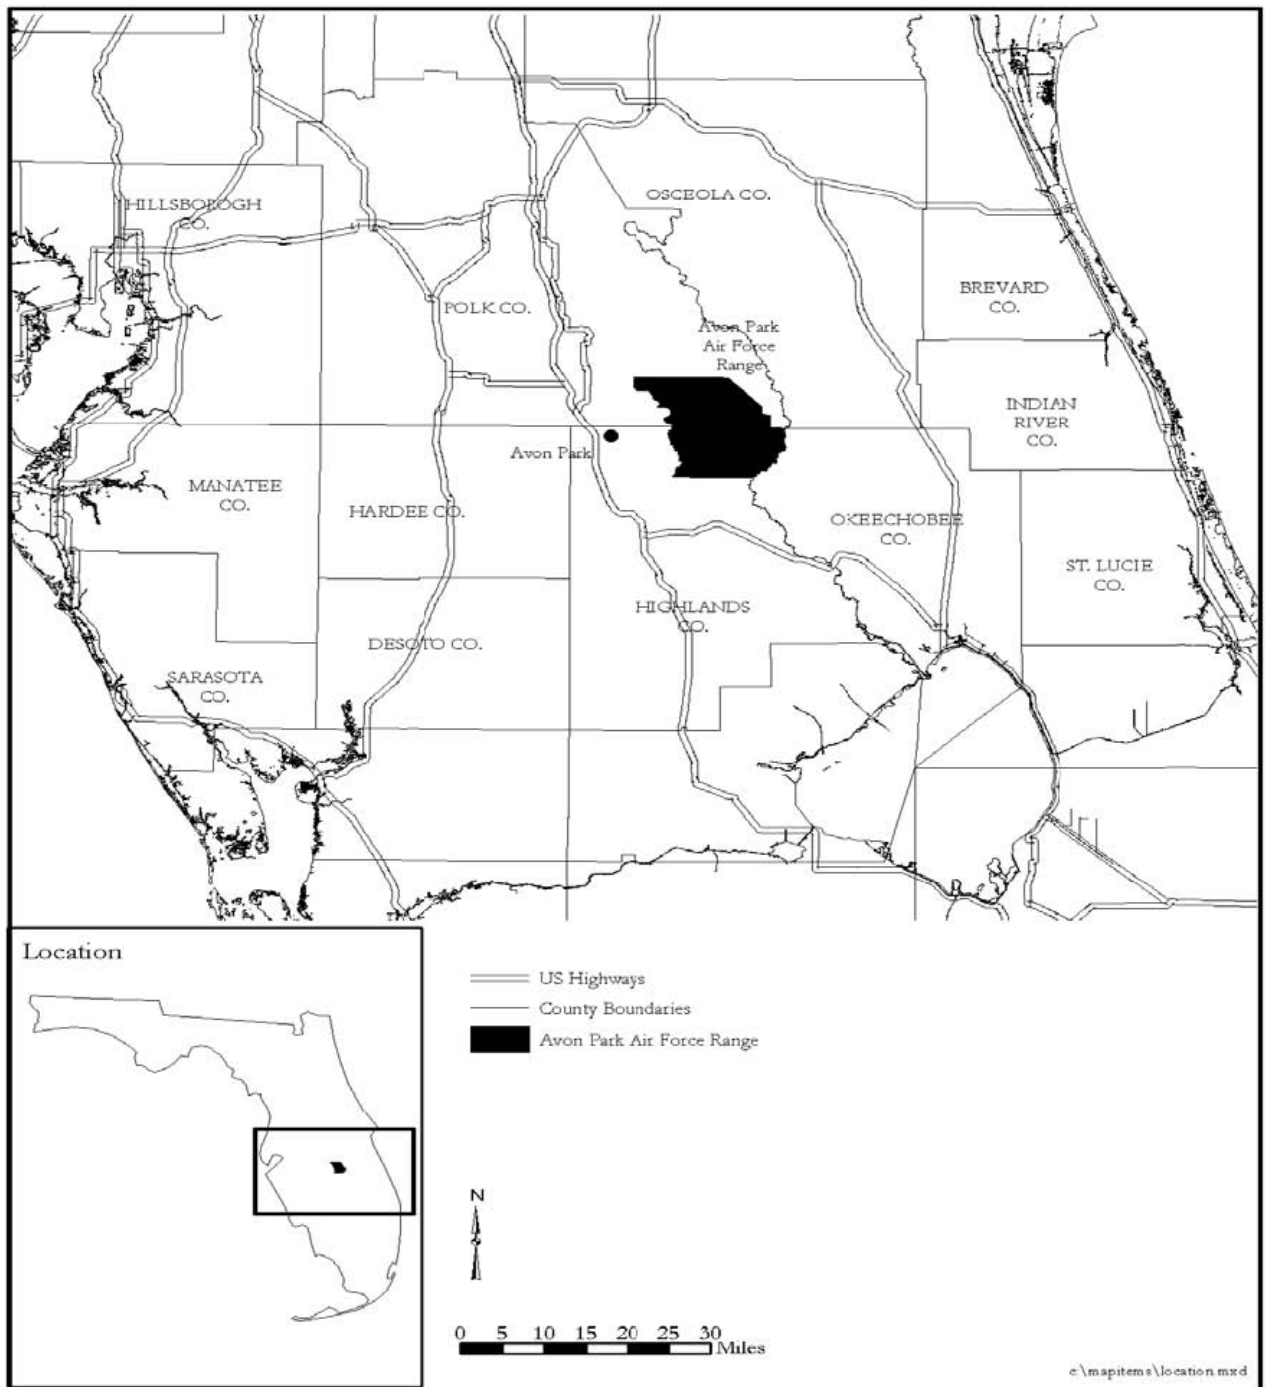 HILLSBOROGH
CO.
OSCEOLA CO.
BREVARD
CO.
POLK CO.
Avon Park
Air Force
Range
INDIAN
RIVER
CO.
Avon Park
MANATEE
CO.
HARDEE CO.
OKEECHOBEE
CO.
ST. LUCIE
CO.
HIGHLANDS
CO.
DESOTO CO.
SARASOTA
CO.
Location
US Highways
County Boundaries
Avon Park Air Force Range
N
0 5 10 15 20 25 30
Miles
c:\mapitems\location.mxd